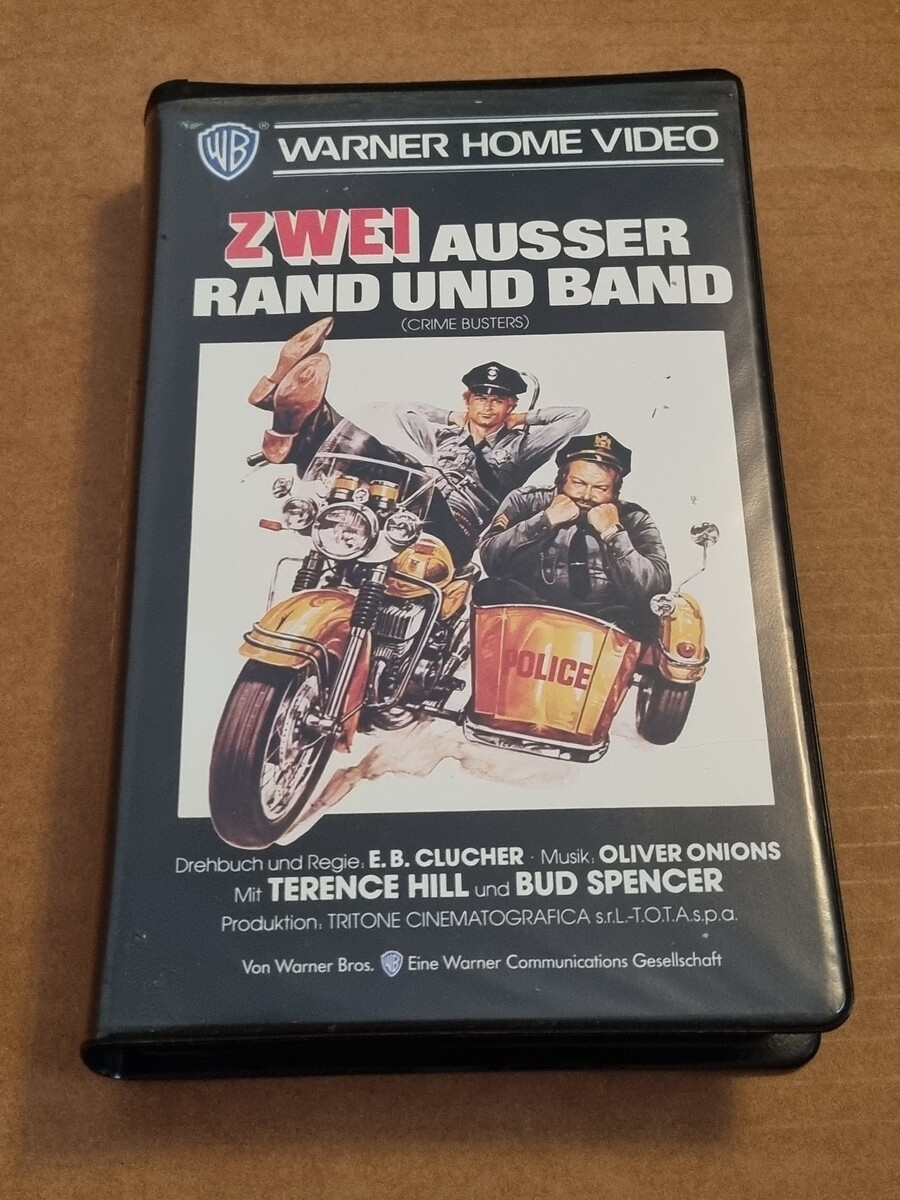 WB ® WARNER HOME VIDEO
ZWEI AUSSER
RAND UND BAND
(CRIME BUSTERS)
POLICE
Drehbuch und Regie: E. B. CLUCHER · Musik: OLIVER ONIONS
Mit TERENCE HILL und BUD SPENCER
Produktion: TRITONE CINEMATOGRAFICA s.r.L.-T.O.T.A.s.p.a.
Von Warner Bros. WB Eine Warner Communications Gesellschaft